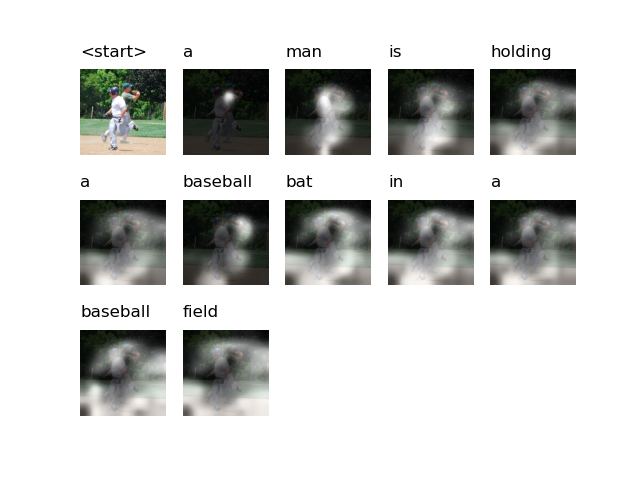 <start> a man is holding
a baseball bat in a
baseball field